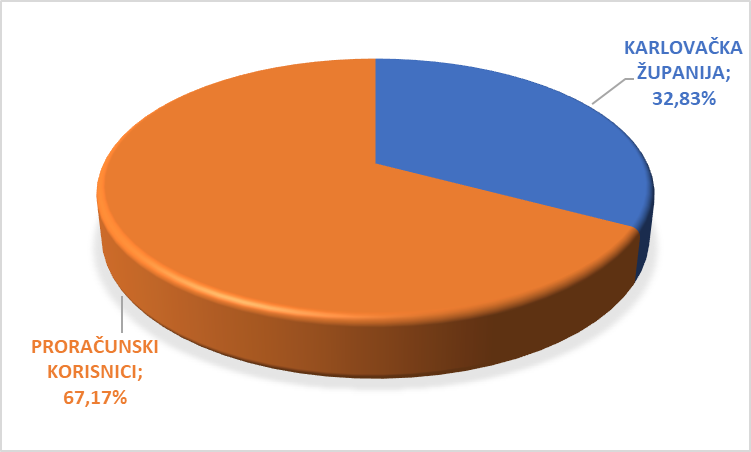 KARLOVAČKA
ŽUPANIJA;
32,83%
PRORAČUNSKI
KORISNICI;
67,17%